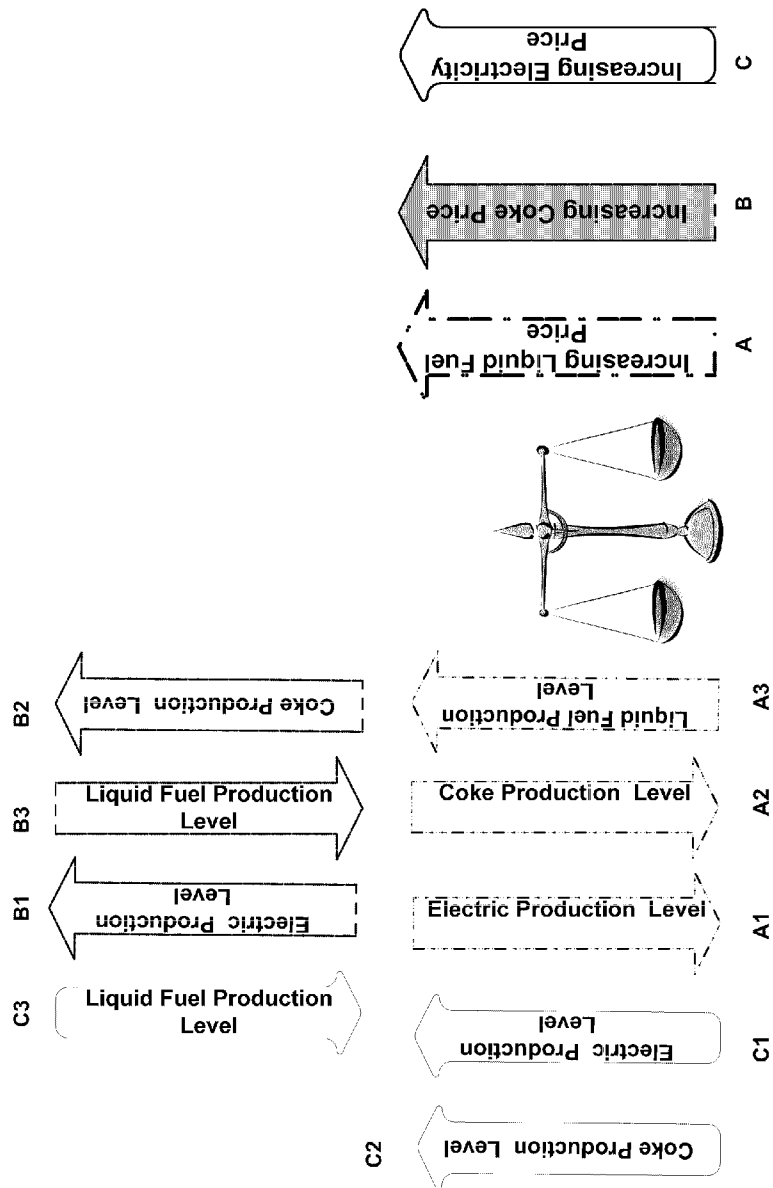 C2
Coke Production Level
C3
Liquid Fuel Production
Level
C1
Electric Production
Level
B1
Electric Production
Level
A1
Electric Production Level
B3
Liquid Fuel Production
Level
A2
Coke Production Level
B2
Coke Production Level
A3
Liquid Fuel Production
Level
A
Increasing Liquid Fuel
Price
B
Increasing Coke Price
C
Increasing Electricity
Price